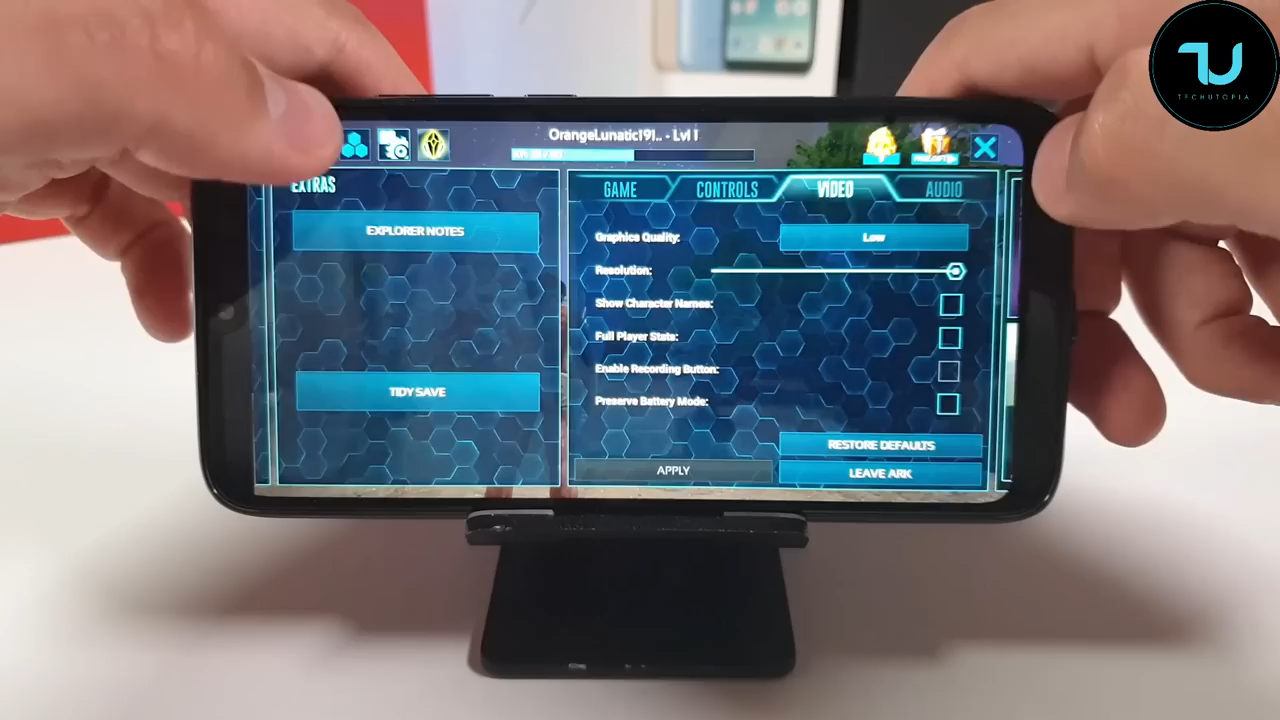 TECHUTOPIA
OrangeLunatic191.. - Lvl 1
EXTRAS
EXPLORER NOTES
TIDY SAVE
GAME
CONTROLS
VIDEO
AUDIO
Graphics Quality:
Low
Resolution:
Show Character Names:
Full Player Stats:
Enable Recording Button:
Preserve Battery Mode:
RESTORE DEFAULTS
APPLY
LEAVE ARK